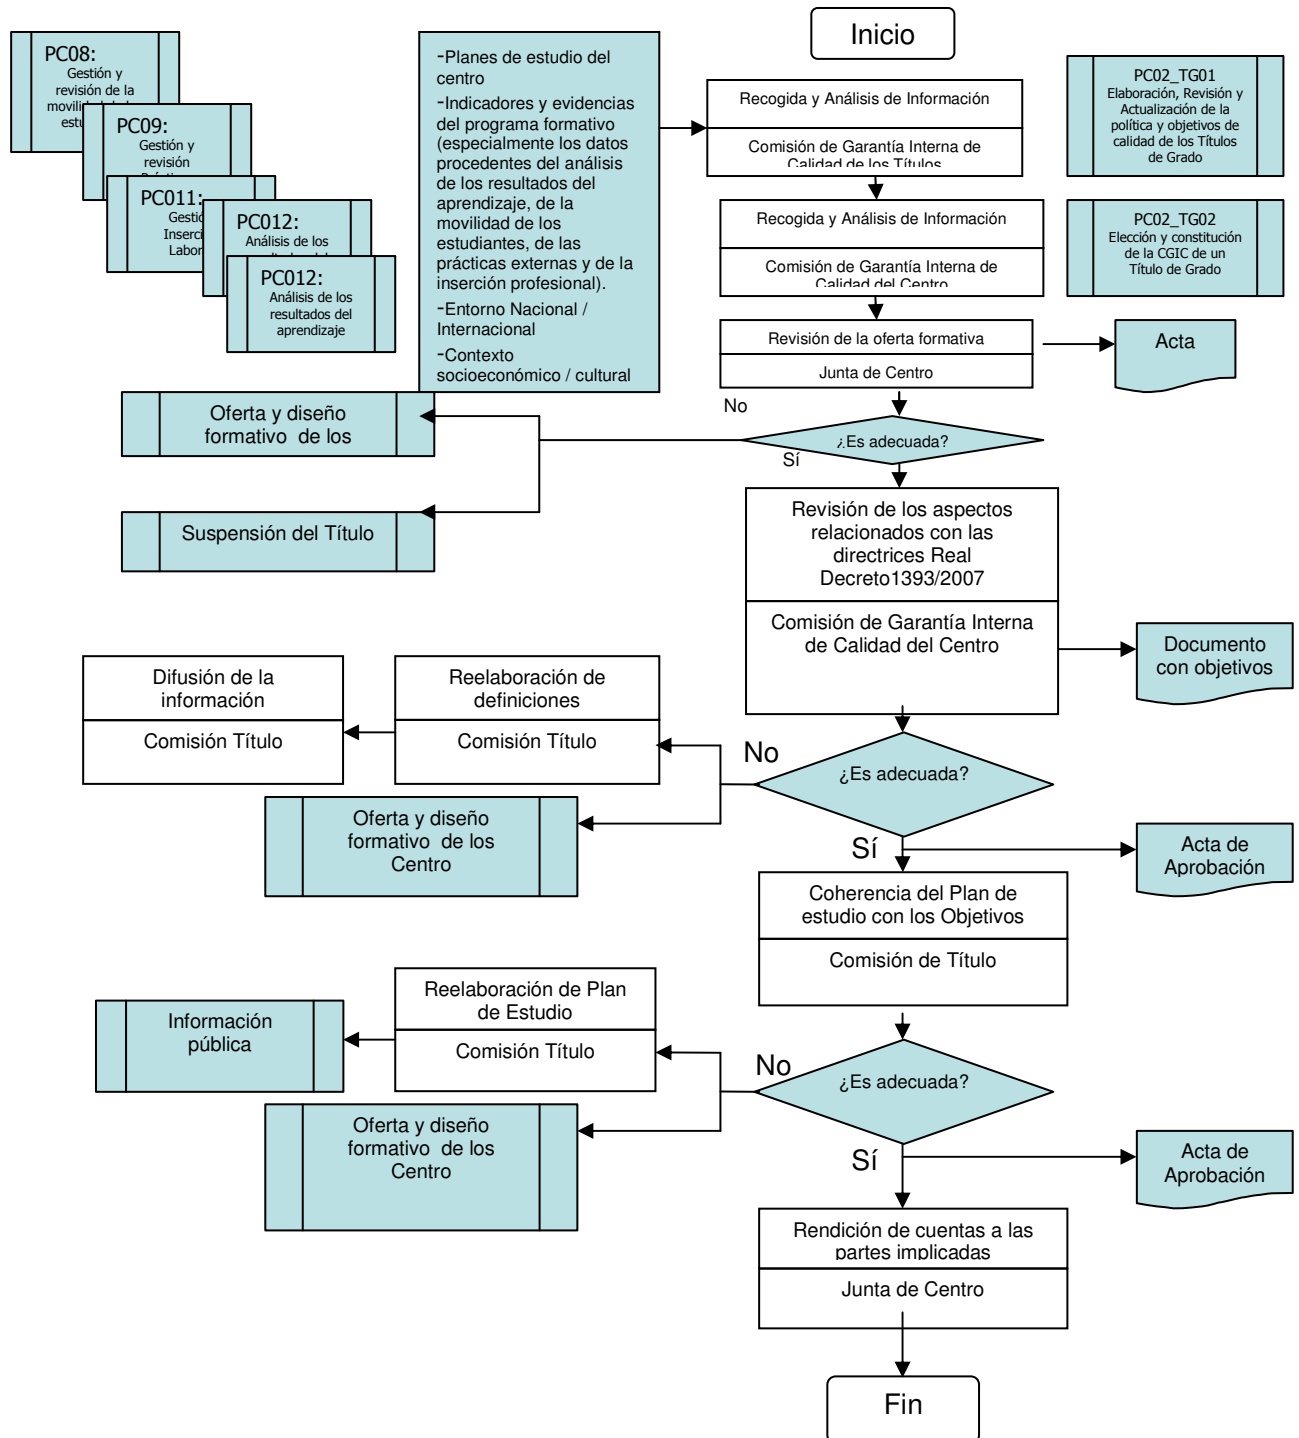 Inicio
PC08:
Gestión y
revisión de la
PC09:
Gestión y
revisión
PC011:
PC012:
Análisis de los
PC012:
Análisis de los
resultados del
aprendizaje
-Planes de estudio del
centro
-Indicadores y evidencias
del programa formativo
(especialmente los datos
procedentes del análisis
de los resultados del
aprendizaje, de la
movilidad de los
estudiantes, de las
prácticas externas y de la
inserción profesional).
-Entorno Nacional /
Internacional
-Contexto
socioeconómico / cultural
Recogida y Análisis de Información
Comisión de Garantía Interna de
Calidad de los Títulos
PC02_TG01
Elaboración, Revisión y
Actualización de la
política y objetivos de
calidad de los Títulos
de Grado
Recogida y Análisis de Información
Comisión de Garantía Interna de
Calidad del Centro
PC02_TG02
Elección y constitución
de la CGIC de un
Título de Grado
Revisión de la oferta formativa
Junta de Centro
Acta
No
¿Es adecuada?
Sí
Oferta y diseño
formativo de los
Suspensión del Título
Revisión de los aspectos
relacionados con las
directrices Real
Decreto1393/2007
Comisión de Garantía Interna
de Calidad del Centro
Documento
con objetivos
Difusión de la
información
Comisión Título
Reelaboración de
definiciones
Comisión Título
No
¿Es adecuada?
Sí
Oferta y diseño
formativo de los
Centro
Acta de
Aprobación
Coherencia del Plan de
estudio con los Objetivos
Comisión de Título
Información
pública
Reelaboración de Plan
de Estudio
Comisión Título
No
¿Es adecuada?
Sí
Oferta y diseño
formativo de los
Centro
Acta de
Aprobación
Rendición de cuentas a las
partes implicadas
Junta de Centro
Fin